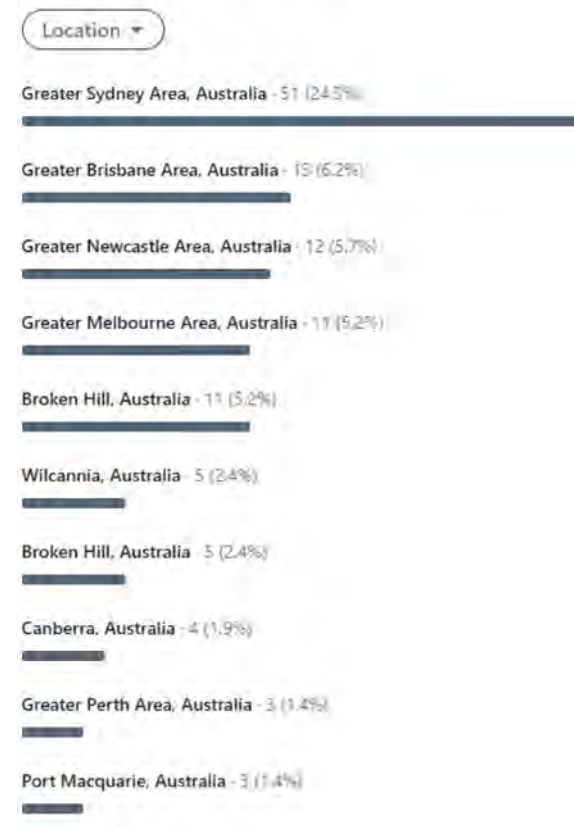 Location
Greater Sydney Area, Australia · 51 (24.3%)
Greater Brisbane Area, Australia · 13 (6.2%)
Greater Newcastle Area, Australia · 12 (5.7%)
Greater Melbourne Area, Australia · 11 (5.2%)
Broken Hill, Australia · 11 (5.2%)
Wilcannia, Australia · 5 (2.4%)
Broken Hill, Australia · 5 (2.4%)
Canberra, Australia · 4 (1.9%)
Greater Perth Area, Australia · 3 (1.4%)
Port Macquarie, Australia · 3 (1.4%)